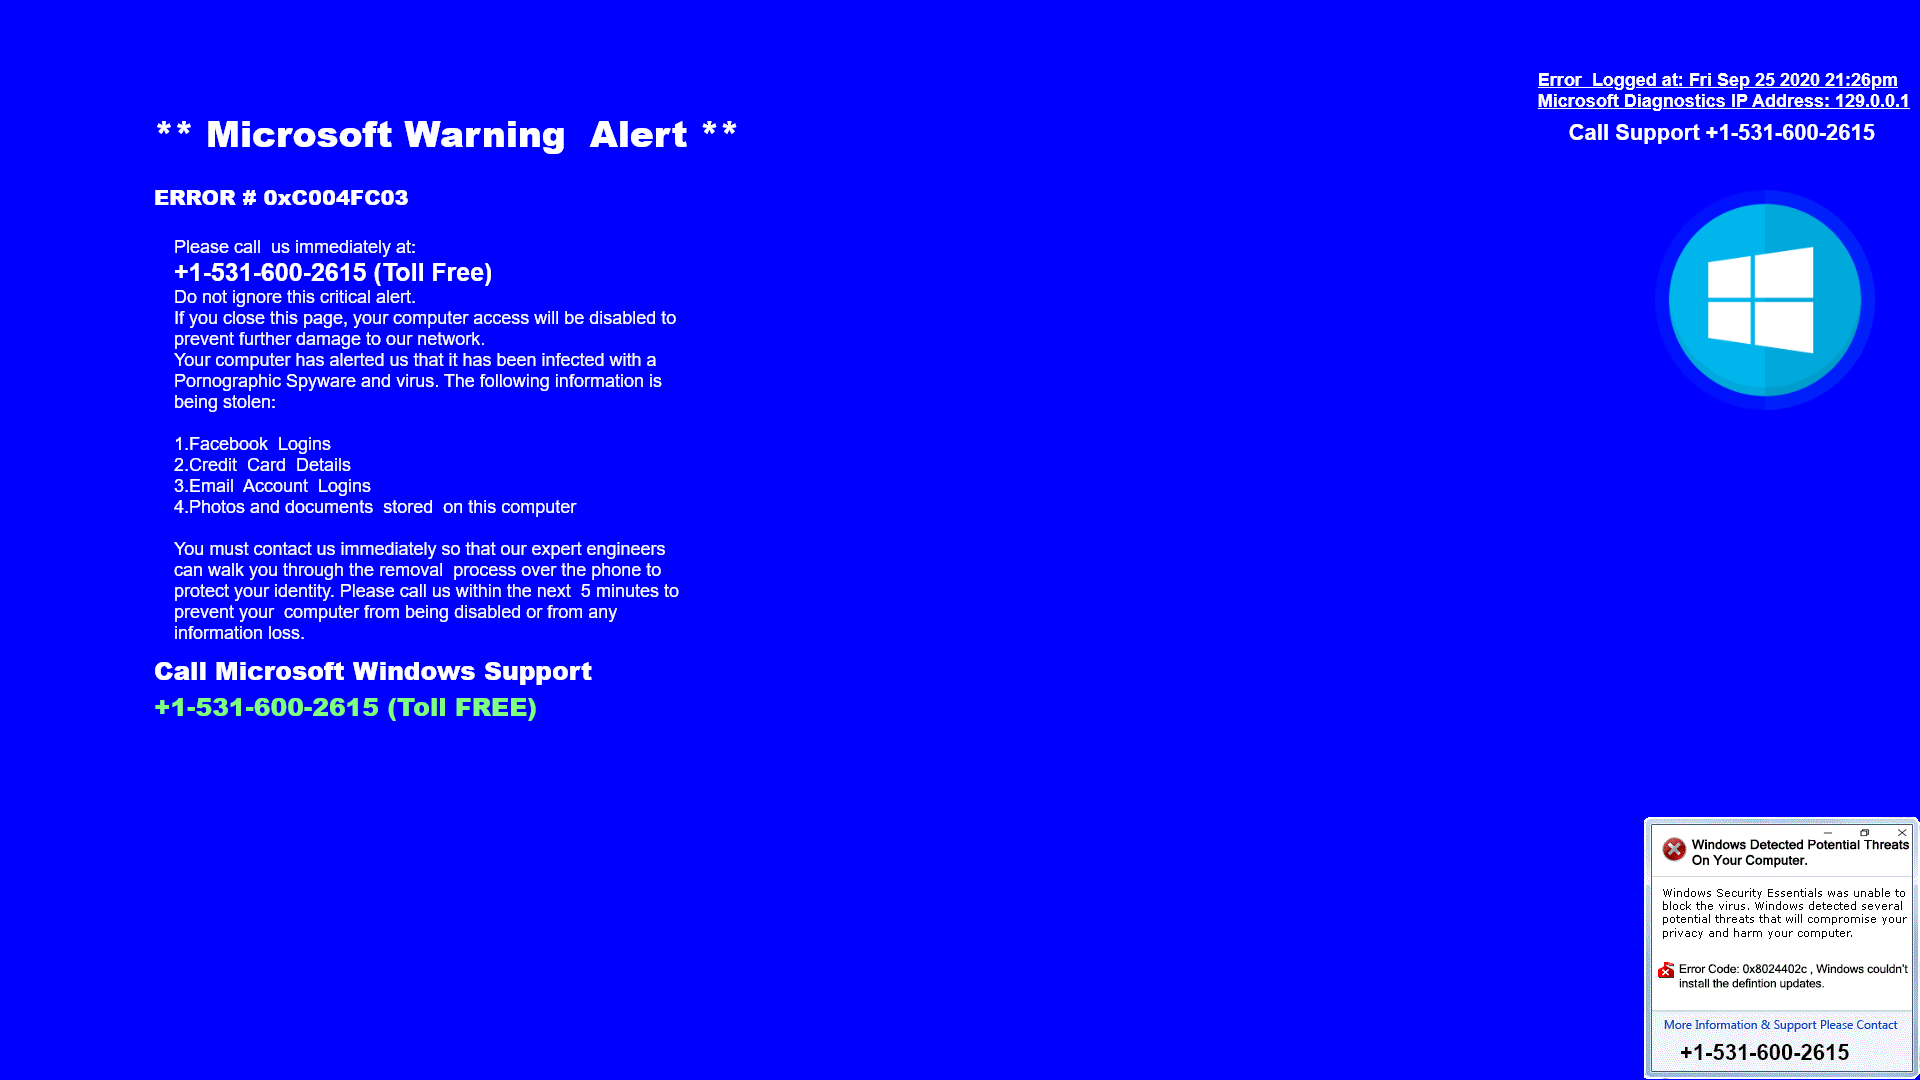 Error Logged at: Fri Sep 25 2020 21:26pm
Microsoft Diagnostics IP Address: 129.0.0.1
Call Support +1-531-600-2615
** Microsoft Warning Alert **
ERROR # 0xC004FC03
Please call us immediately at:
+1-531-600-2615 (Toll Free)
Do not ignore this critical alert.
If you close this page, your computer access will be disabled to
prevent further damage to our network.
Your computer has alerted us that it has been infected with a
Pornographic Spyware and virus. The following information is
being stolen:
1.Facebook Logins
2.Credit Card Details
3.Email Account Logins
4.Photos and documents stored on this computer
You must contact us immediately so that our expert engineers
can walk you through the removal process over the phone to
protect your identity. Please call us within the next 5 minutes to
prevent your computer from being disabled or from any
information loss.
Call Microsoft Windows Support
+1-531-600-2615 (Toll FREE)
Windows Detected Potential Threats
On Your Computer.
Windows Security Essentials was unable to
block the virus. Windows detected several
potential threats that will compromise your
privacy and harm your computer.
Error Code: 0x8024402c , Windows couldn't
install the defintion updates.
More Information & Support Please Contact
+1-531-600-2615